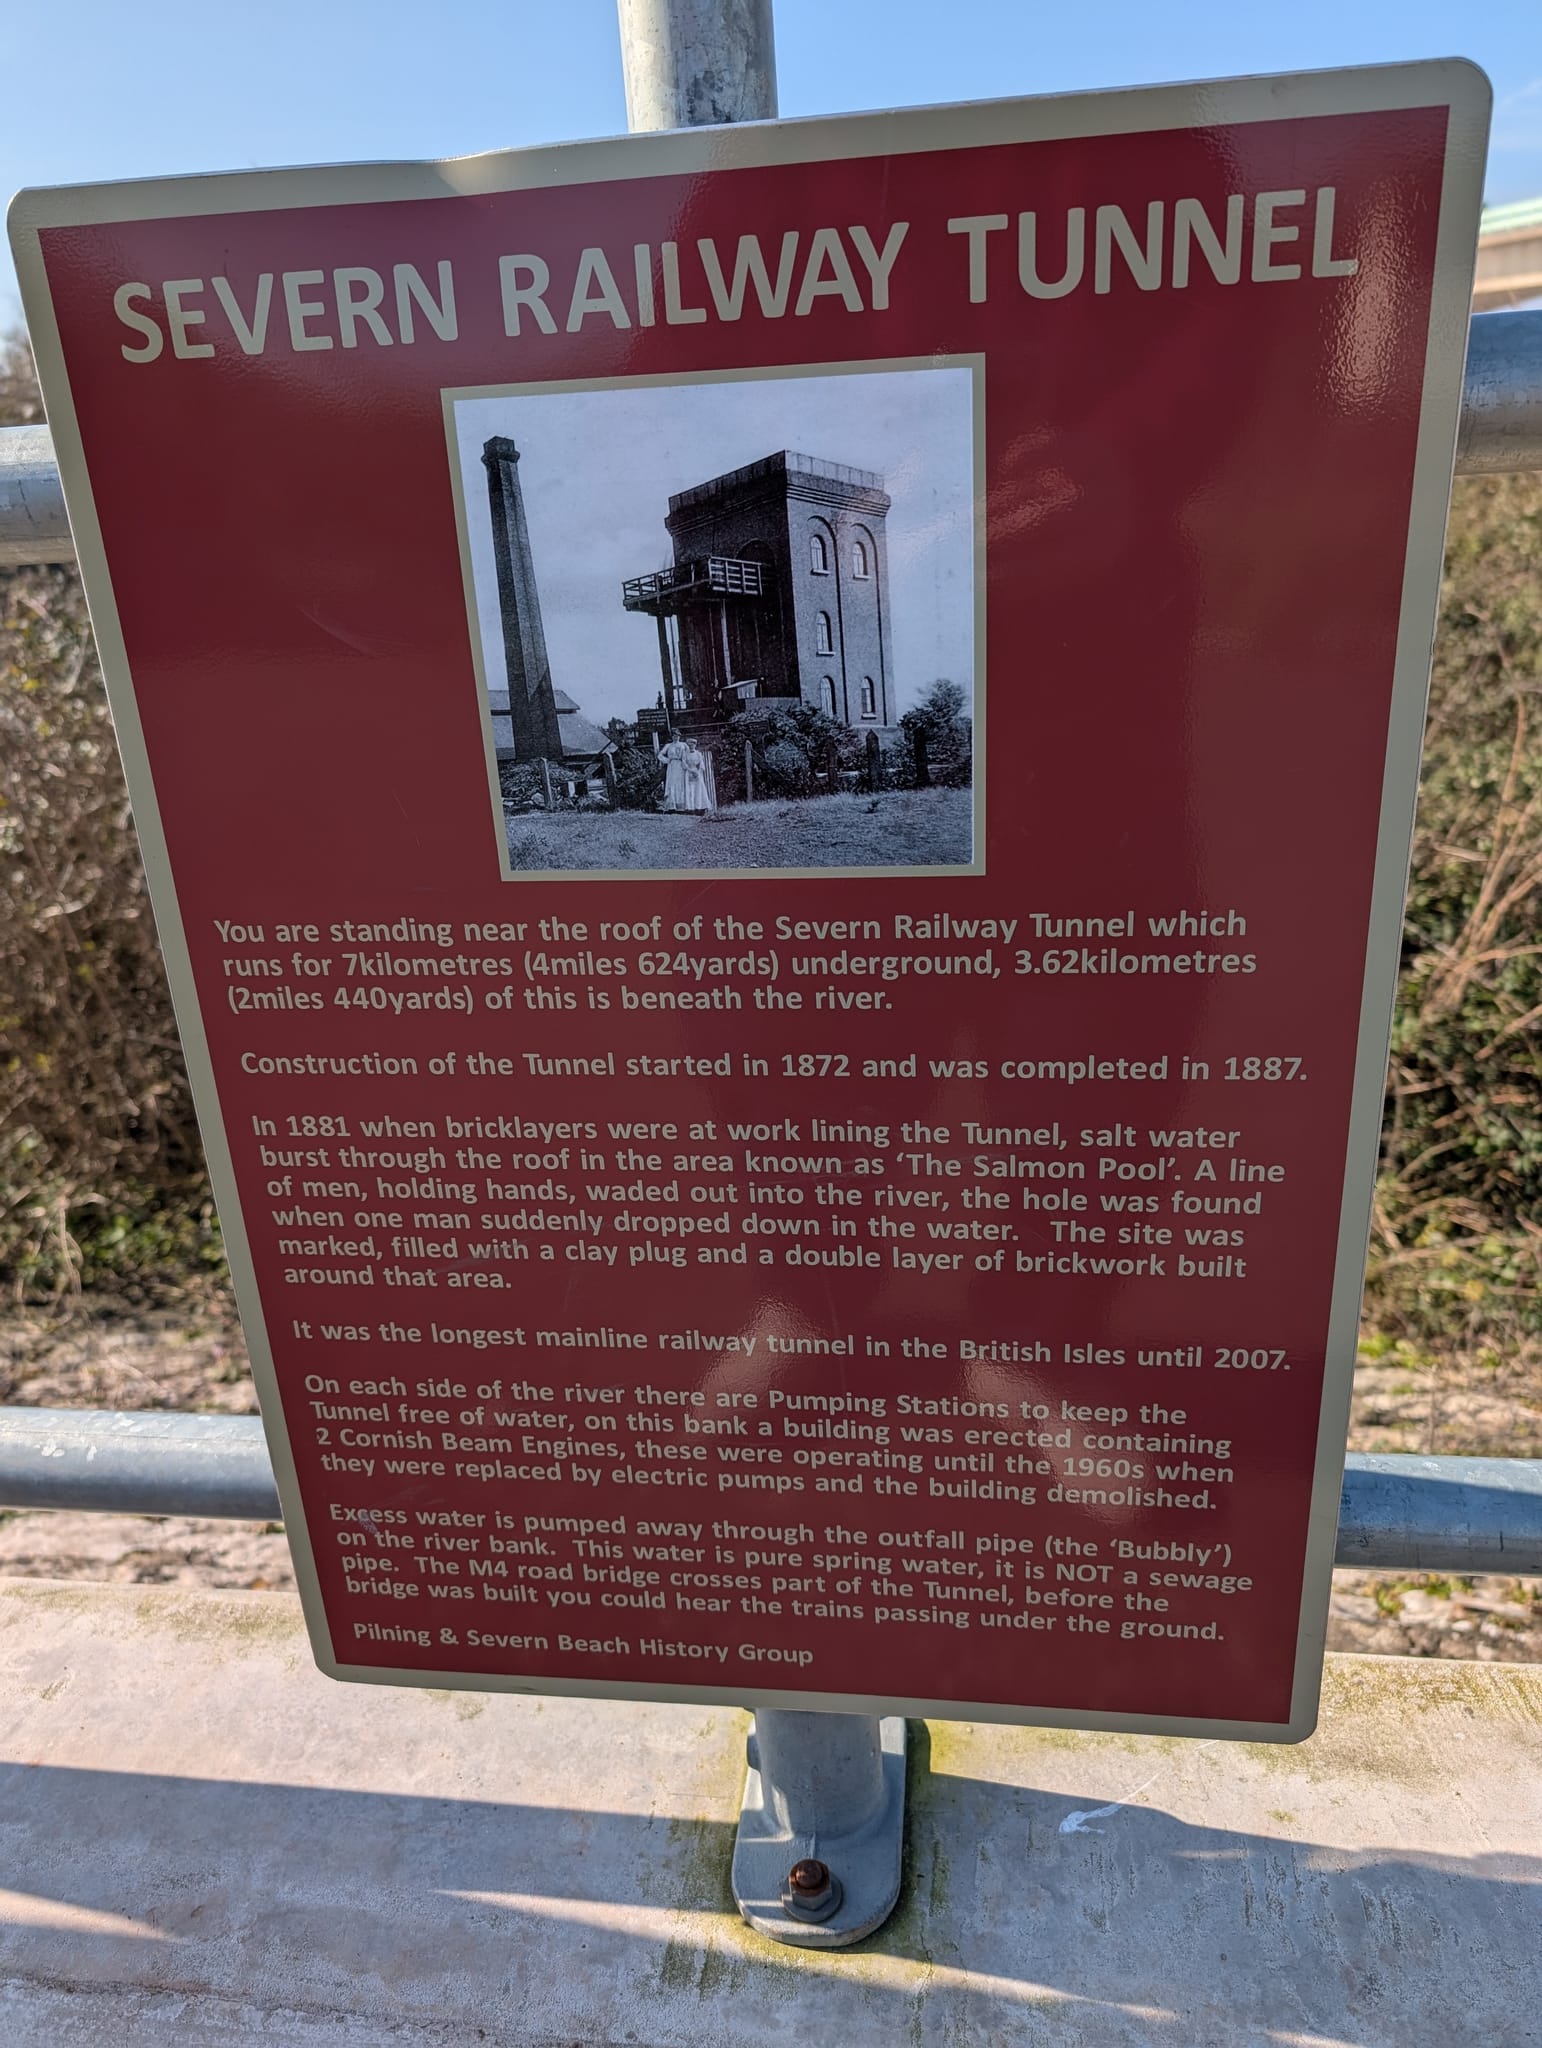 SEVERN RAILWAY TUNNEL
You are standing near the roof of the Severn Railway Tunnel which
runs for 7kilometres (4miles 624yards) underground, 3.62kilometres
(2miles 440yards) of this is beneath the river.
Construction of the Tunnel started in 1872 and was completed in 1887.
In 1881 when bricklayers were at work lining the Tunnel, salt water
burst through the roof in the area known as ‘The Salmon Pool’. A line
of men, holding hands, waded out into the river, the hole was found
when one man suddenly dropped down in the water. The site was
marked, filled with a clay plug and a double layer of brickwork built
around that area.
It was the longest mainline railway tunnel in the British Isles until 2007.
On each side of the river there are Pumping Stations to keep the
Tunnel free of water, on this bank a building was erected containing
2 Cornish Beam Engines, these were operating until the 1960s when
they were replaced by electric pumps and the building demolished.
Excess water is pumped away through the outfall pipe (the ‘Bubbly’)
on the river bank. This water is pure spring water, it is NOT a sewage
pipe. The M4 road bridge crosses part of the Tunnel, before the
bridge was built you could hear the trains passing under the ground.
Pilning & Severn Beach History Group